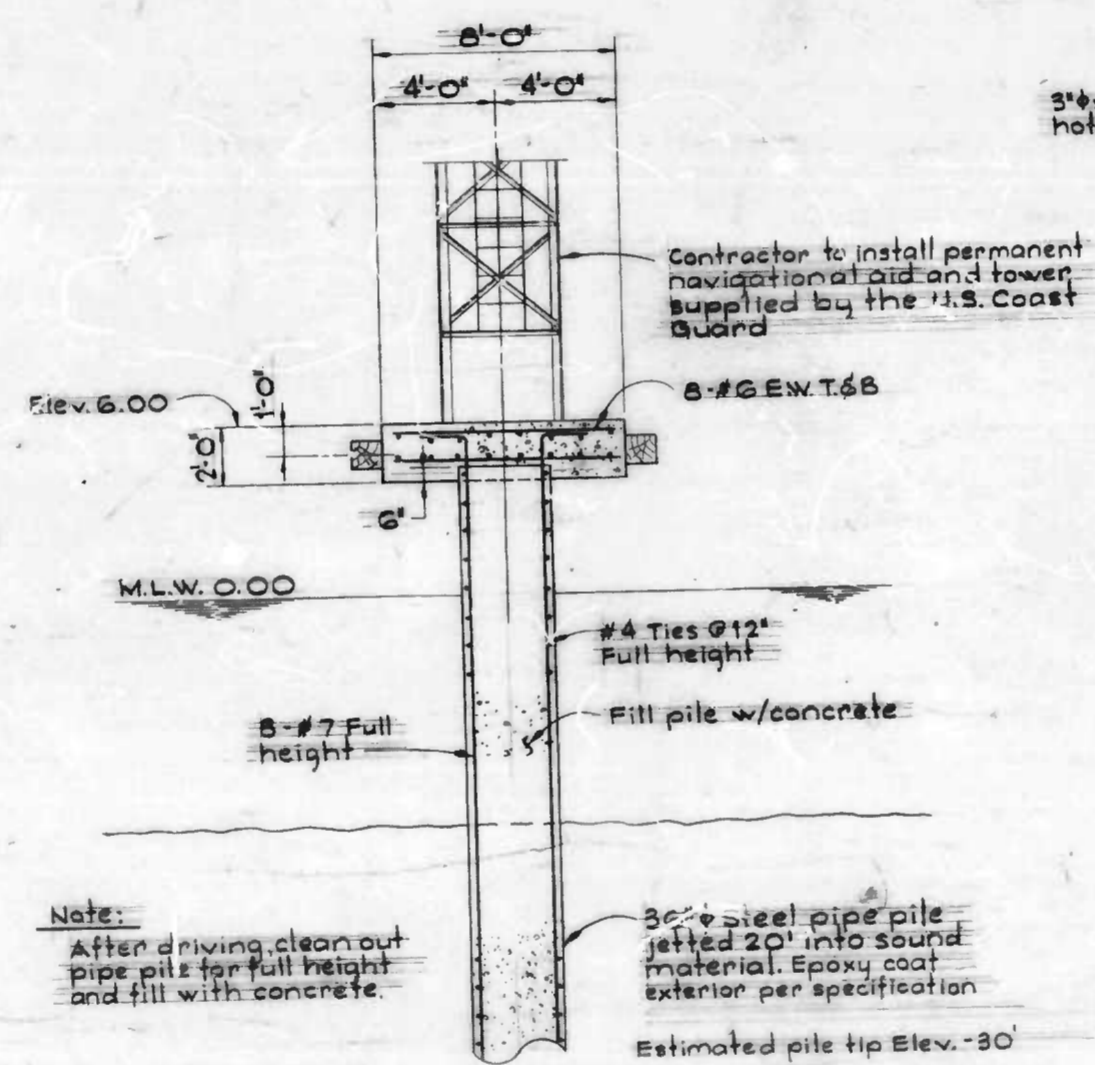 8'-0"
4'-0" 4'-0"
3"ϕ
hot
Contractor to install permanent
navigational aid and tower
supplied by the U.S. Coast
Guard
8-#6 E.W. T.&B
Elev. 6.00
1'-0"
2'-0"
6"
M.L.W. 0.00
#4 Ties @ 12"
Full height
8-#7 Full
height
Fill pile w/concrete
Note:
After driving, clean out
pipe pile for full height
and fill with concrete.
ϕ Steel pipe pile
jetted 20' into sound
material. Epoxy coat
exterior per specification
Estimated pile tip Elev. -30'